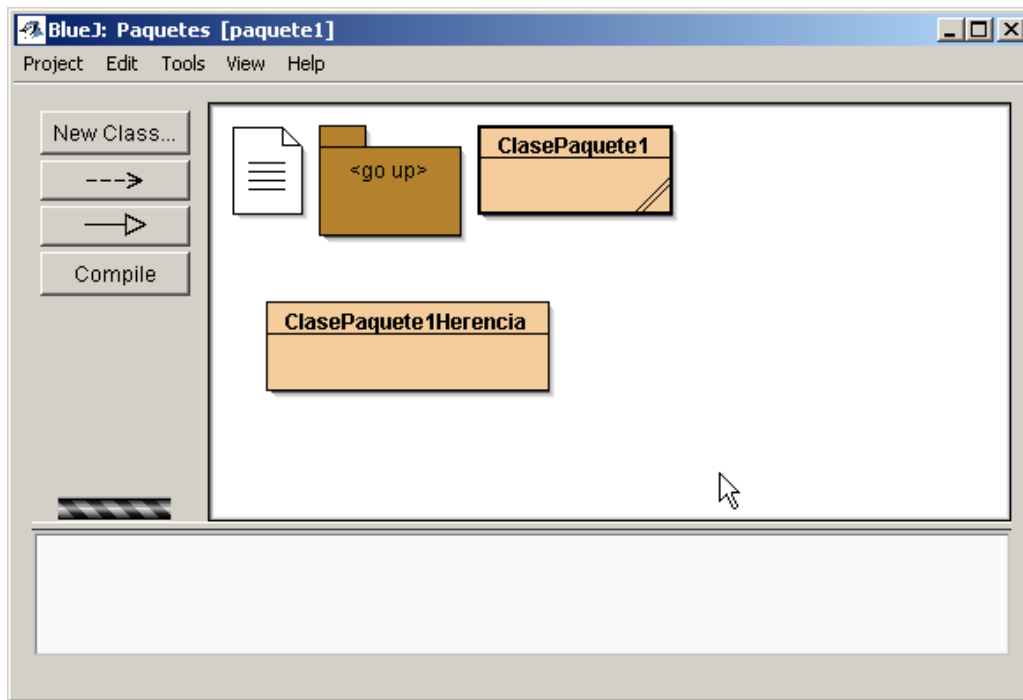 BlueJ: Paquetes [paquete1]
Project Edit Tools View Help
New Class...
<go up>
ClasePaquete1
Compile
ClasePaquete1Herencia